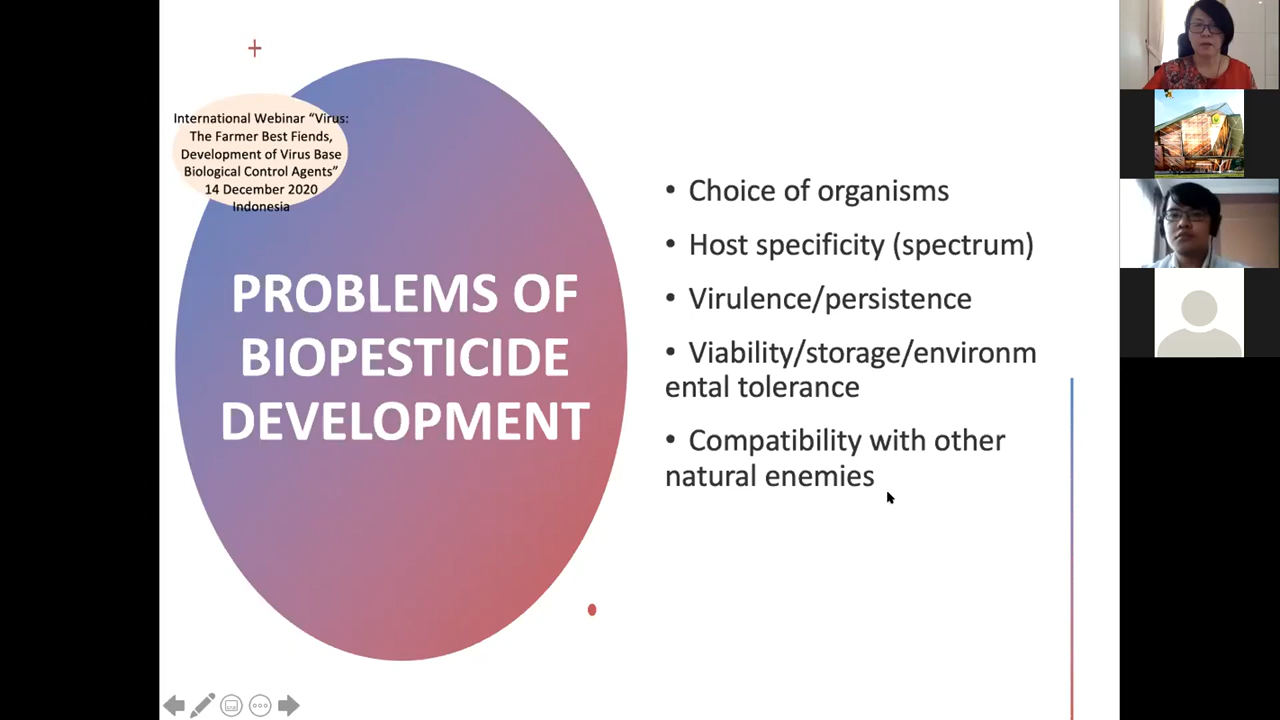 International Webinar “Virus:
The Farmer Best Fiends,
Development of Virus Base
Biological Control Agents”
14 December 2020
Indonesia
PROBLEMS OF
BIOPESTICIDE
DEVELOPMENT
• Choice of organisms
• Host specificity (spectrum)
• Virulence/persistence
• Viability/storage/environm
ental tolerance
• Compatibility with other
natural enemies